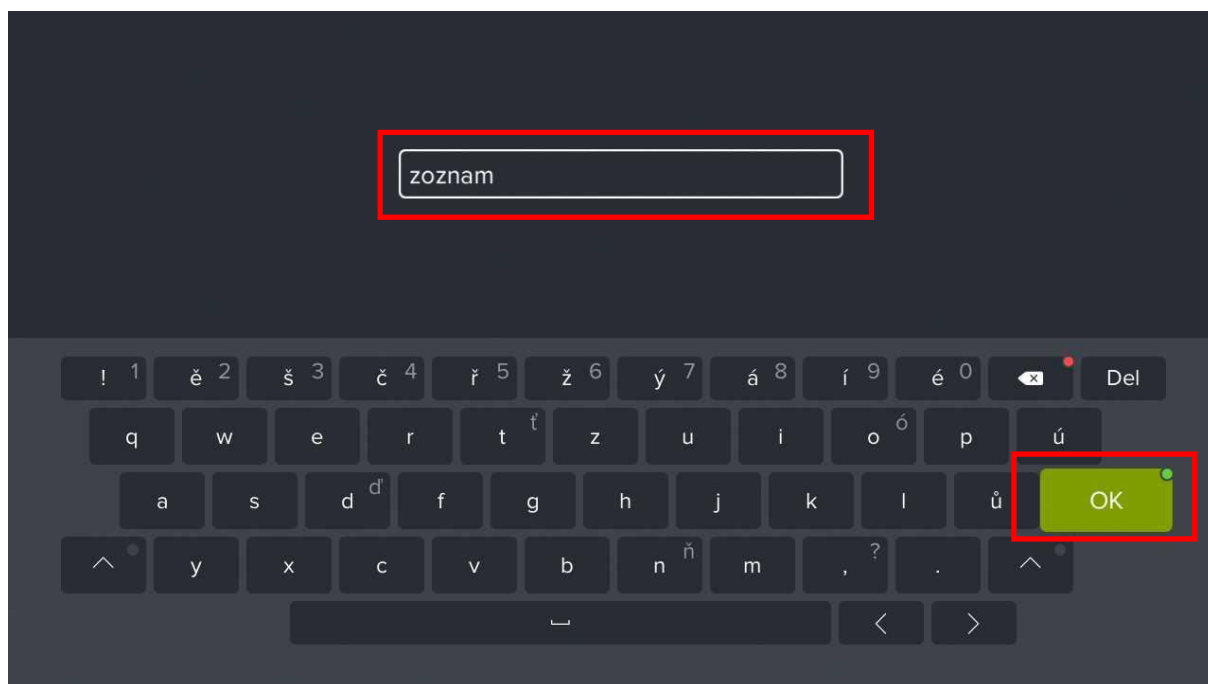 zoznam
! 1 ě 2 š 3 č 4 ř 5 ž 6 ý 7 á 8 í 9 é 0 Del
q w e r t ť z u i o ó p ú
a s d ď f g h j k l ů OK
y x c v b n ň m , ? .